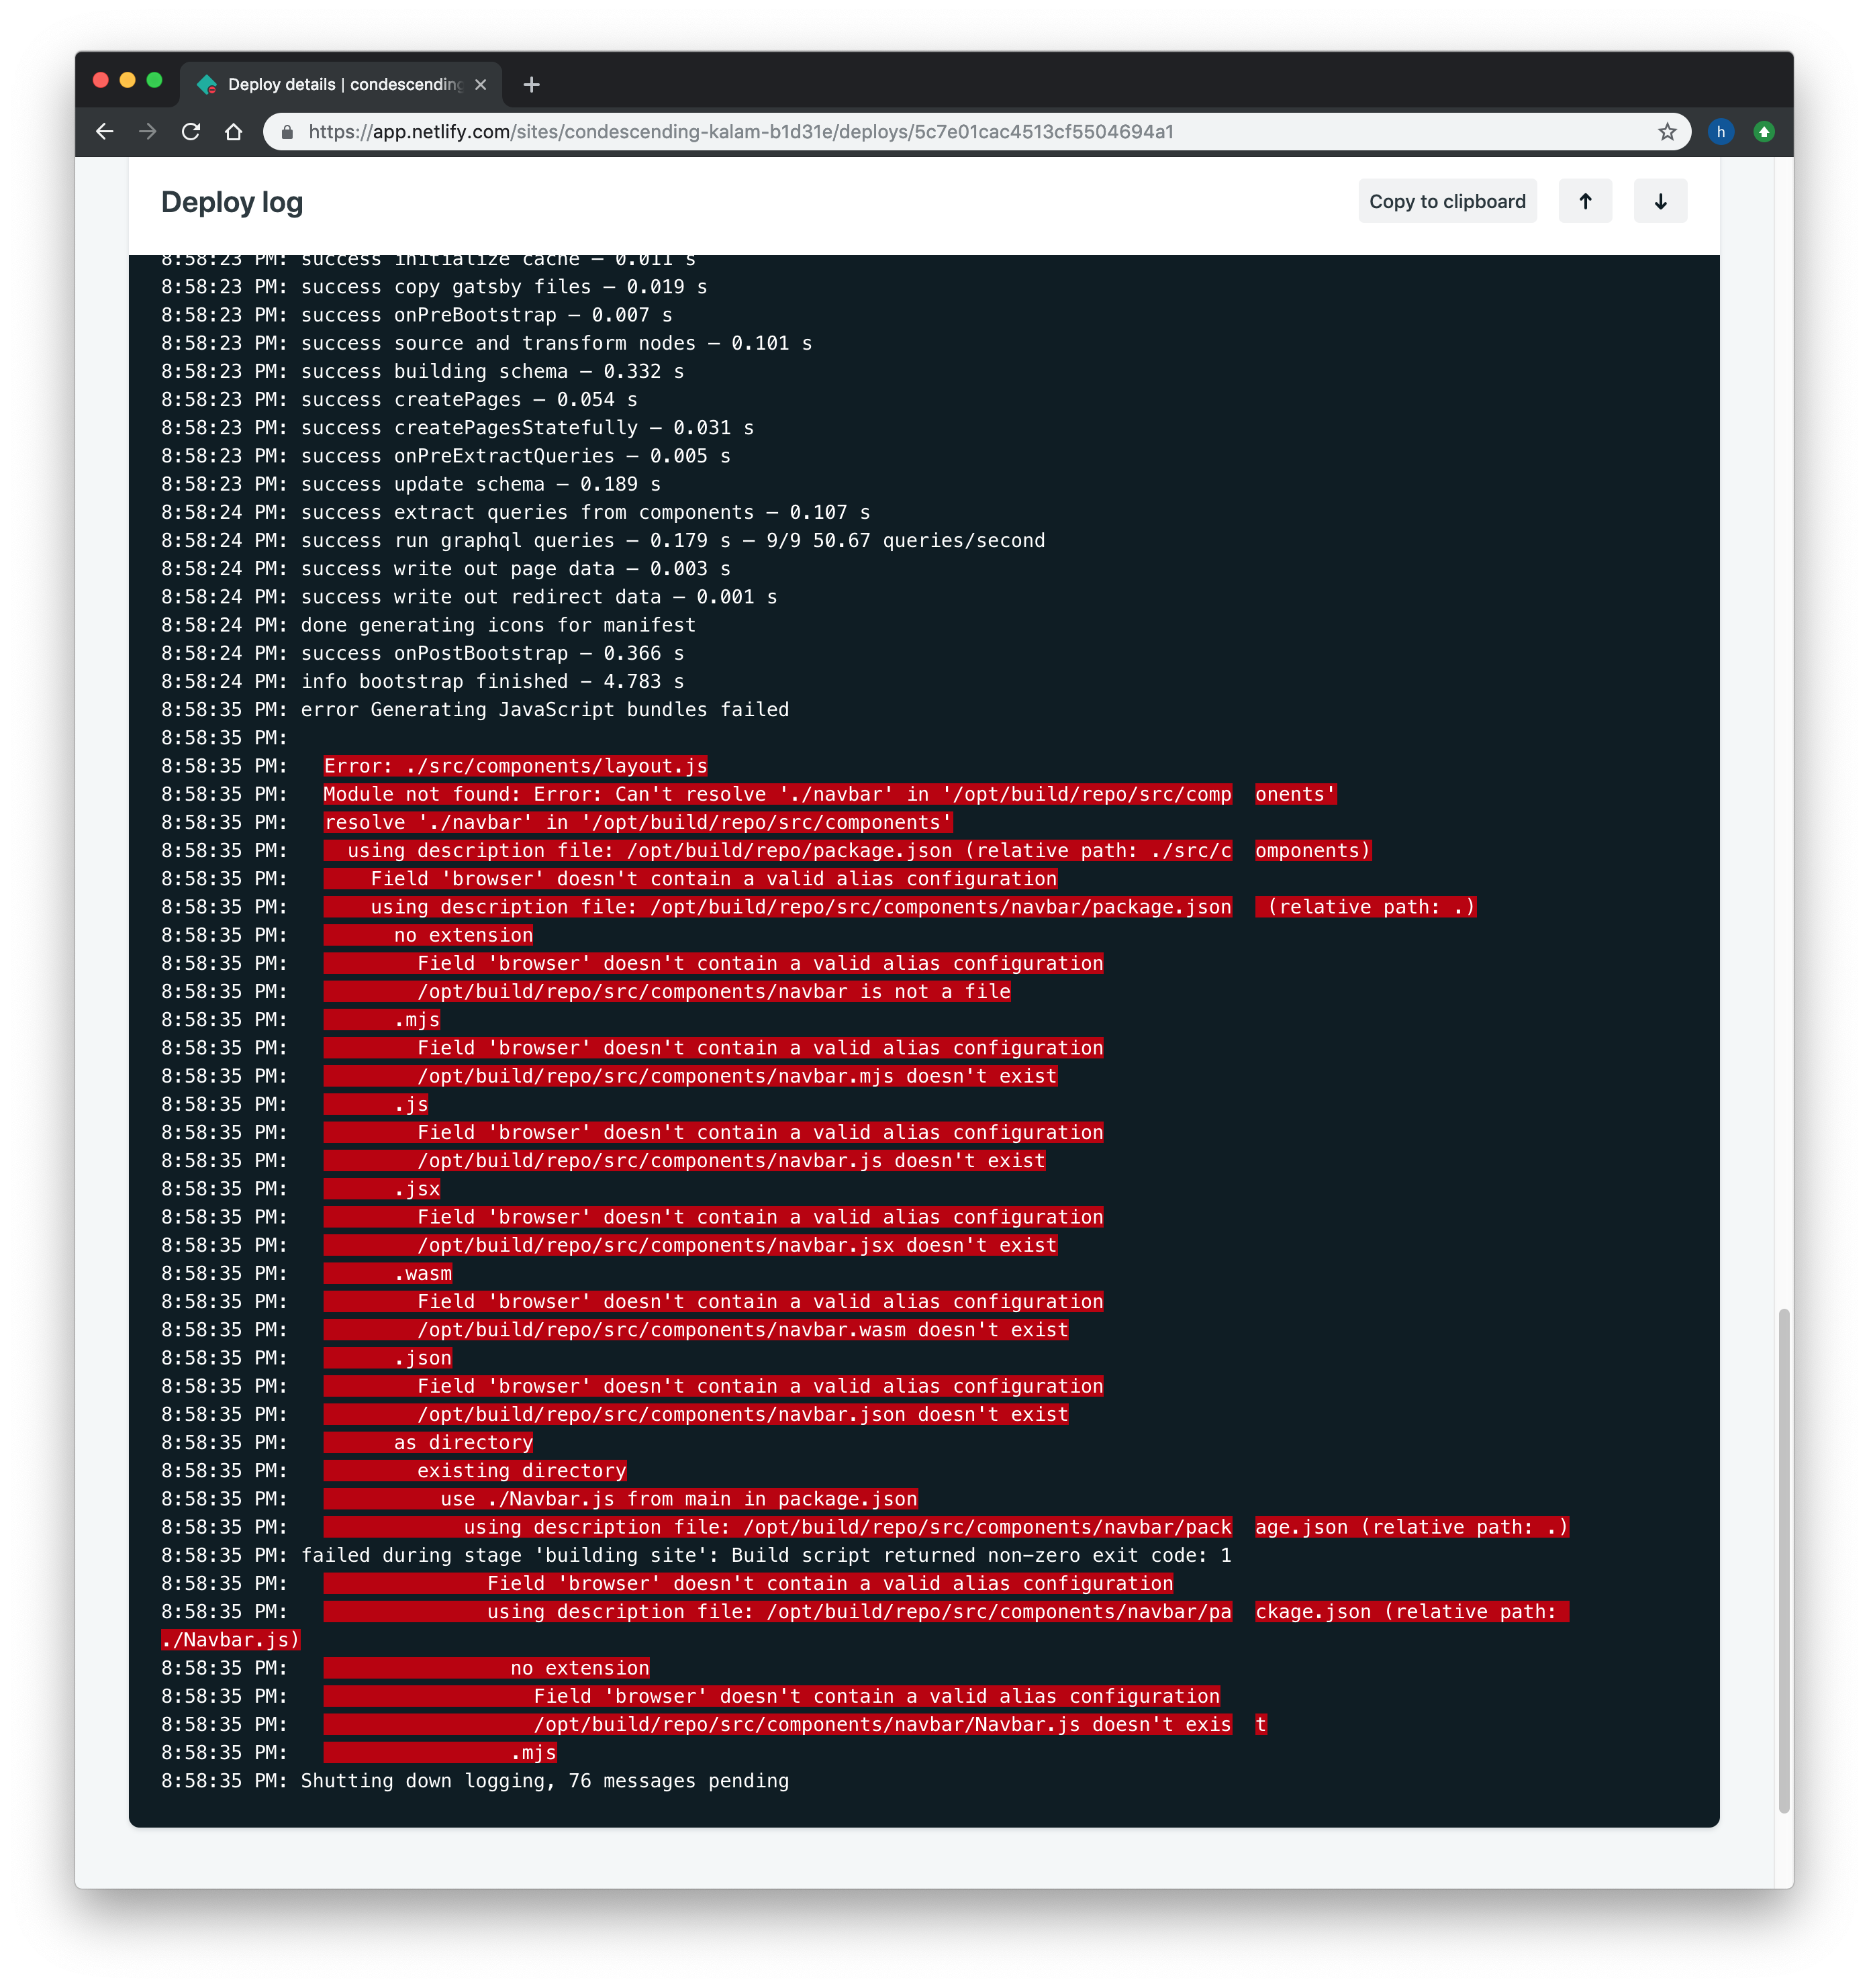 Deploy details | condescending
https://app.netlify.com/sites/condescending-kalam-b1d31e/deploys/5c7e01cac4513cf5504694a1
h
Deploy log
Copy to clipboard
8:58:23 PM: success initialize cache — 0.011 s
8:58:23 PM: success copy gatsby files — 0.019 s
8:58:23 PM: success onPreBootstrap — 0.007 s
8:58:23 PM: success source and transform nodes — 0.101 s
8:58:23 PM: success building schema — 0.332 s
8:58:23 PM: success createPages — 0.054 s
8:58:23 PM: success createPagesStatefully — 0.031 s
8:58:23 PM: success onPreExtractQueries — 0.005 s
8:58:23 PM: success update schema — 0.189 s
8:58:24 PM: success extract queries from components — 0.107 s
8:58:24 PM: success run graphql queries — 0.179 s — 9/9 50.67 queries/second
8:58:24 PM: success write out page data — 0.003 s
8:58:24 PM: success write out redirect data — 0.001 s
8:58:24 PM: done generating icons for manifest
8:58:24 PM: success onPostBootstrap — 0.366 s
8:58:24 PM: info bootstrap finished - 4.783 s
8:58:35 PM: error Generating JavaScript bundles failed
8:58:35 PM:
8:58:35 PM: Error: ./src/components/layout.js
8:58:35 PM: Module not found: Error: Can't resolve './navbar' in '/opt/build/repo/src/comp onents'
8:58:35 PM: resolve './navbar' in '/opt/build/repo/src/components'
8:58:35 PM: using description file: /opt/build/repo/package.json (relative path: ./src/c omponents)
8:58:35 PM: Field 'browser' doesn't contain a valid alias configuration
8:58:35 PM: using description file: /opt/build/repo/src/components/navbar/package.json (relative path: .)
8:58:35 PM: no extension
8:58:35 PM: Field 'browser' doesn't contain a valid alias configuration
8:58:35 PM: /opt/build/repo/src/components/navbar is not a file
8:58:35 PM: .mjs
8:58:35 PM: Field 'browser' doesn't contain a valid alias configuration
8:58:35 PM: /opt/build/repo/src/components/navbar.mjs doesn't exist
8:58:35 PM: .js
8:58:35 PM: Field 'browser' doesn't contain a valid alias configuration
8:58:35 PM: /opt/build/repo/src/components/navbar.js doesn't exist
8:58:35 PM: .jsx
8:58:35 PM: Field 'browser' doesn't contain a valid alias configuration
8:58:35 PM: /opt/build/repo/src/components/navbar.jsx doesn't exist
8:58:35 PM: .wasm
8:58:35 PM: Field 'browser' doesn't contain a valid alias configuration
8:58:35 PM: /opt/build/repo/src/components/navbar.wasm doesn't exist
8:58:35 PM: .json
8:58:35 PM: Field 'browser' doesn't contain a valid alias configuration
8:58:35 PM: /opt/build/repo/src/components/navbar.json doesn't exist
8:58:35 PM: as directory
8:58:35 PM: existing directory
8:58:35 PM: use ./Navbar.js from main in package.json
8:58:35 PM: using description file: /opt/build/repo/src/components/navbar/pack age.json (relative path: .)
8:58:35 PM: failed during stage 'building site': Build script returned non-zero exit code: 1
8:58:35 PM: Field 'browser' doesn't contain a valid alias configuration
8:58:35 PM: using description file: /opt/build/repo/src/components/navbar/pa ckage.json (relative path:
./Navbar.js)
8:58:35 PM: no extension
8:58:35 PM: Field 'browser' doesn't contain a valid alias configuration
8:58:35 PM: /opt/build/repo/src/components/navbar/Navbar.js doesn't exis t
8:58:35 PM: .mjs
8:58:35 PM: Shutting down logging, 76 messages pending